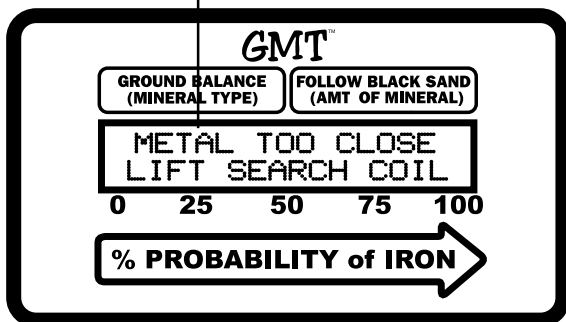 GMT™
GROUND BALANCE
(MINERAL TYPE)
FOLLOW BLACK SAND
(AMT OF MINERAL)
METAL TOO CLOSE
LIFT SEARCH COIL
0 25 50 75 100
% PROBABILITY of IRON